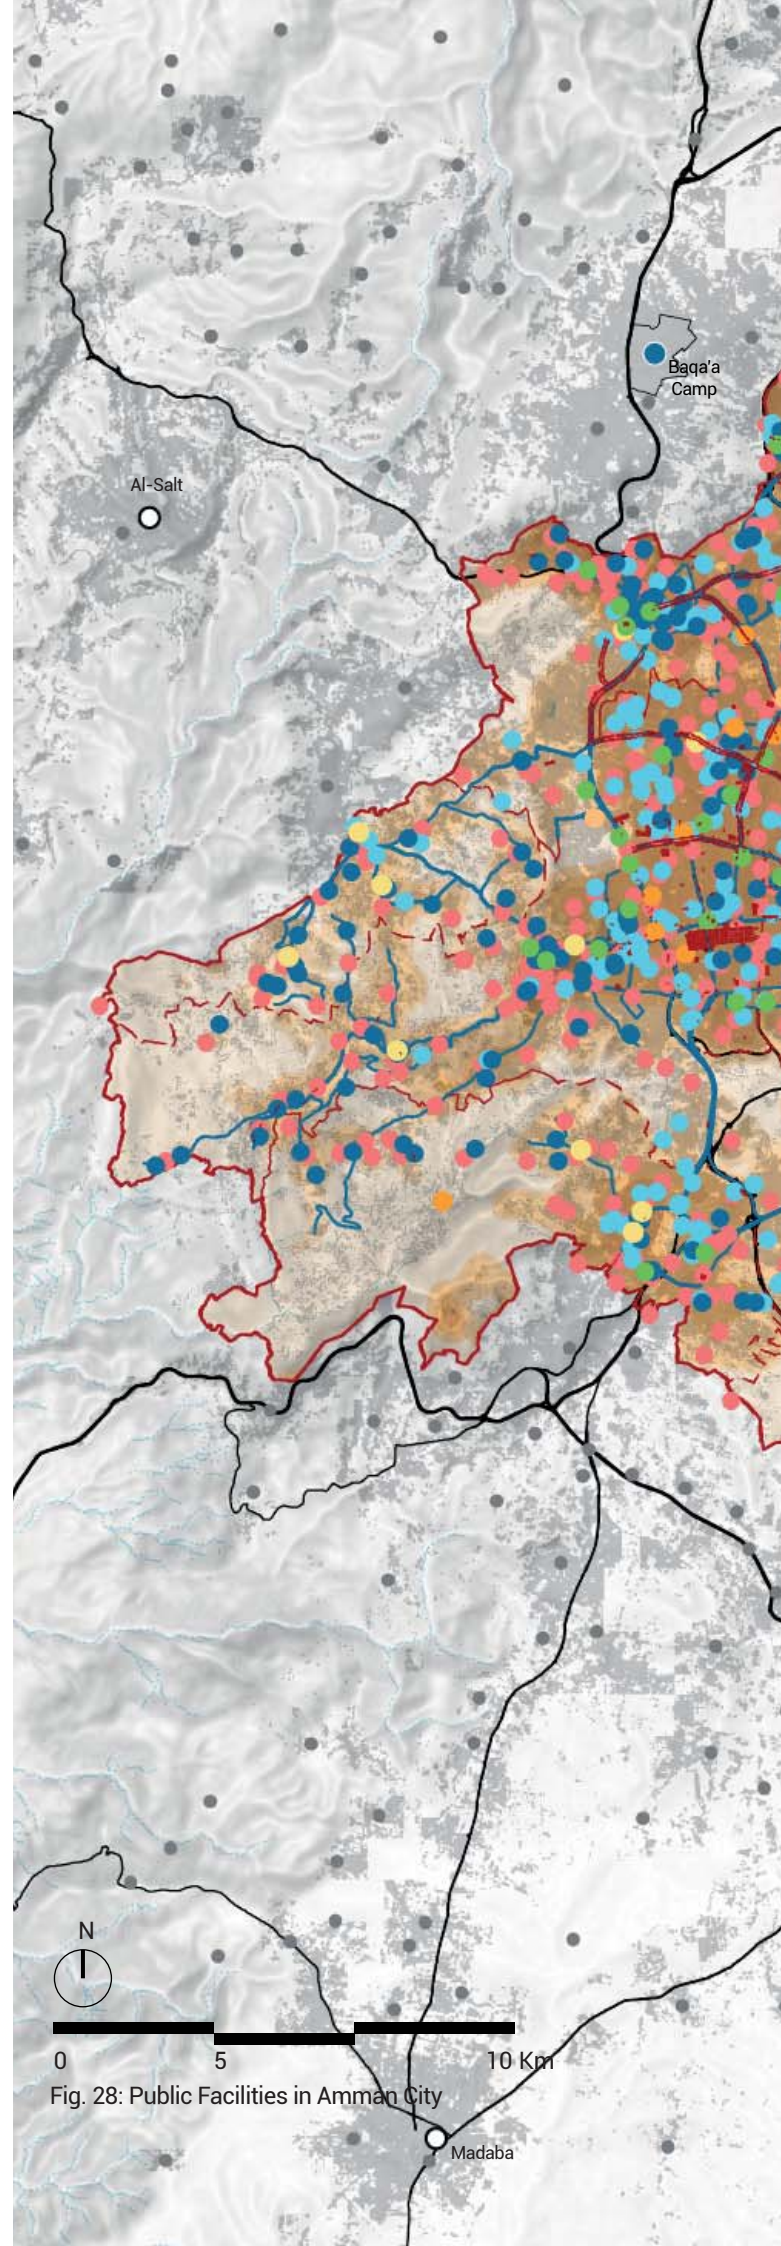 Baqa'a
Camp
Al-Salt
N
0 5 10 Km
Fig. 28: Public Facilities in Amman City
Madaba